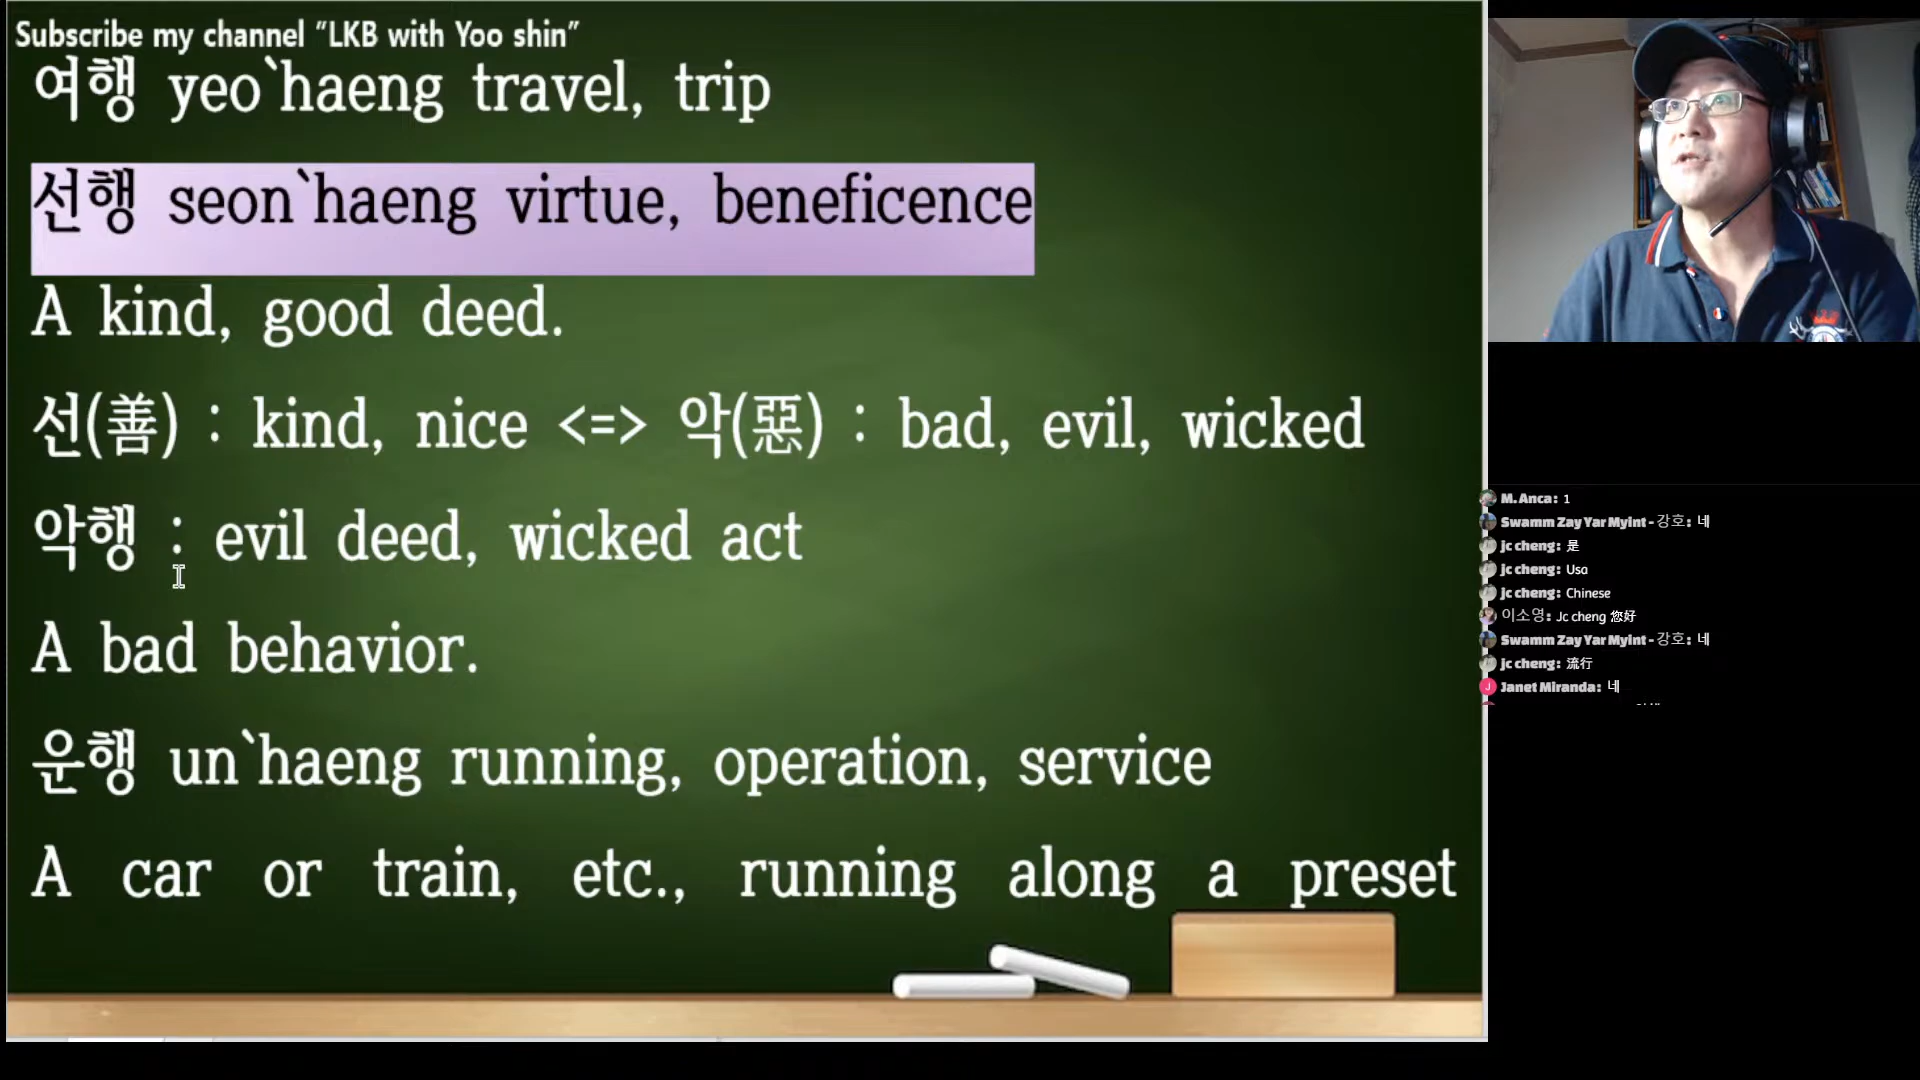 Subscribe my channel “LKB with Yoo shin”
여행 yeo`haeng travel, trip
선행 seon`haeng virtue, beneficence
A kind, good deed.
선(善) : kind, nice <=> 악(惡) : bad, evil, wicked
악행 : evil deed, wicked act
A bad behavior.
운행 un`haeng running, operation, service
A car or train, etc., running along a preset
M. Anca: 1
Swamm Zay Yar Myint - 강호: 네
jc cheng: 是
jc cheng: Usa
jc cheng: Chinese
이소영: Jc cheng 您好
Swamm Zay Yar Myint - 강호: 네
jc cheng: 流行
J Janet Miranda: 네